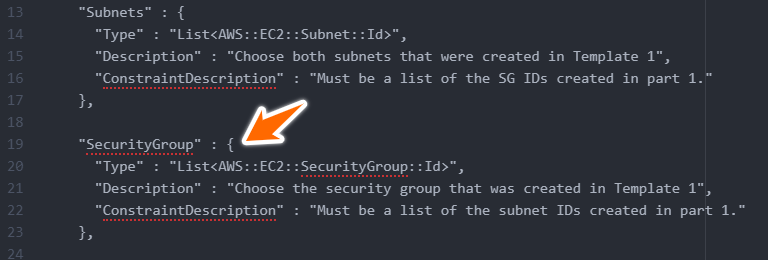 13 "Subnets" : {
14 "Type" : "List<AWS::EC2::Subnet::Id>",
15 "Description" : "Choose both subnets that were created in Template 1",
16 "ConstraintDescription" : "Must be a list of the SG IDs created in part 1."
17 },
18
19 "SecurityGroup" : {
20 "Type" : "List<AWS::EC2::SecurityGroup::Id>",
21 "Description" : "Choose the security group that was created in Template 1",
22 "ConstraintDescription" : "Must be a list of the subnet IDs created in part 1."
23 },
24